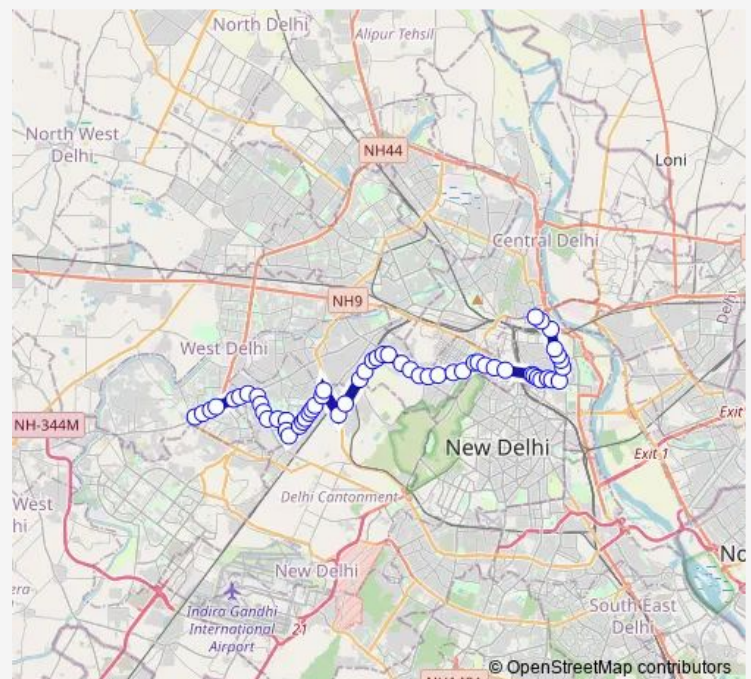 North Delhi
Alipur Tehsil
North West
Delhi
NH44
Loni
Central Delhi
NH9
Delhi
West Delhi
NH-344M
Exit
New Delhi
Exit 1
West
hi
Delhi Cantonment
New Delhi
No
era
Indira Gandhi
International
Airport
21
South East
Delhi
© OpenStreetMap contributors